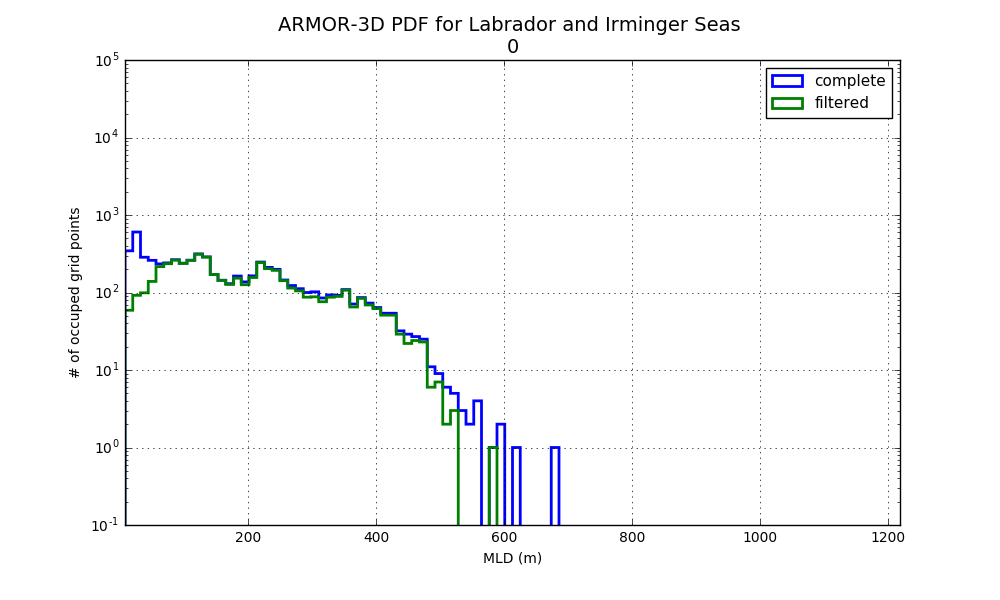 ARMOR-3D PDF for Labrador and Irminger Seas
0
complete
filtered
# of occuped grid points
10^5
10^4
10^3
10^2
10^1
10^0
10^-1
200 400 600 800 1000 1200
MLD (m)